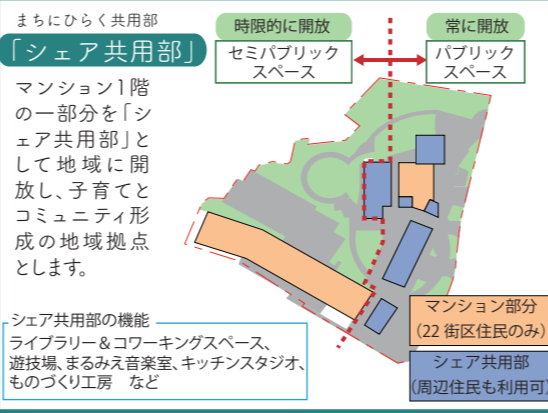 まちにひらく共用部
「シェア共用部」
マンション1階
の一部分を「シ
ェア共用部」と
して地域に開
放し、子育てと
コミュニティ形
成の地域拠点
とします。
時限的に開放
セミパブリック
スペース
常に開放
パブリック
スペース
シェア共用部の機能
ライブラリー＆コワーキングスペース、
遊技場、まるみえ音楽室、キッチンスタジオ、
ものづくり工房　など
マンション部分
(22街区住民のみ)
シェア共用部
(周辺住民も利用可)